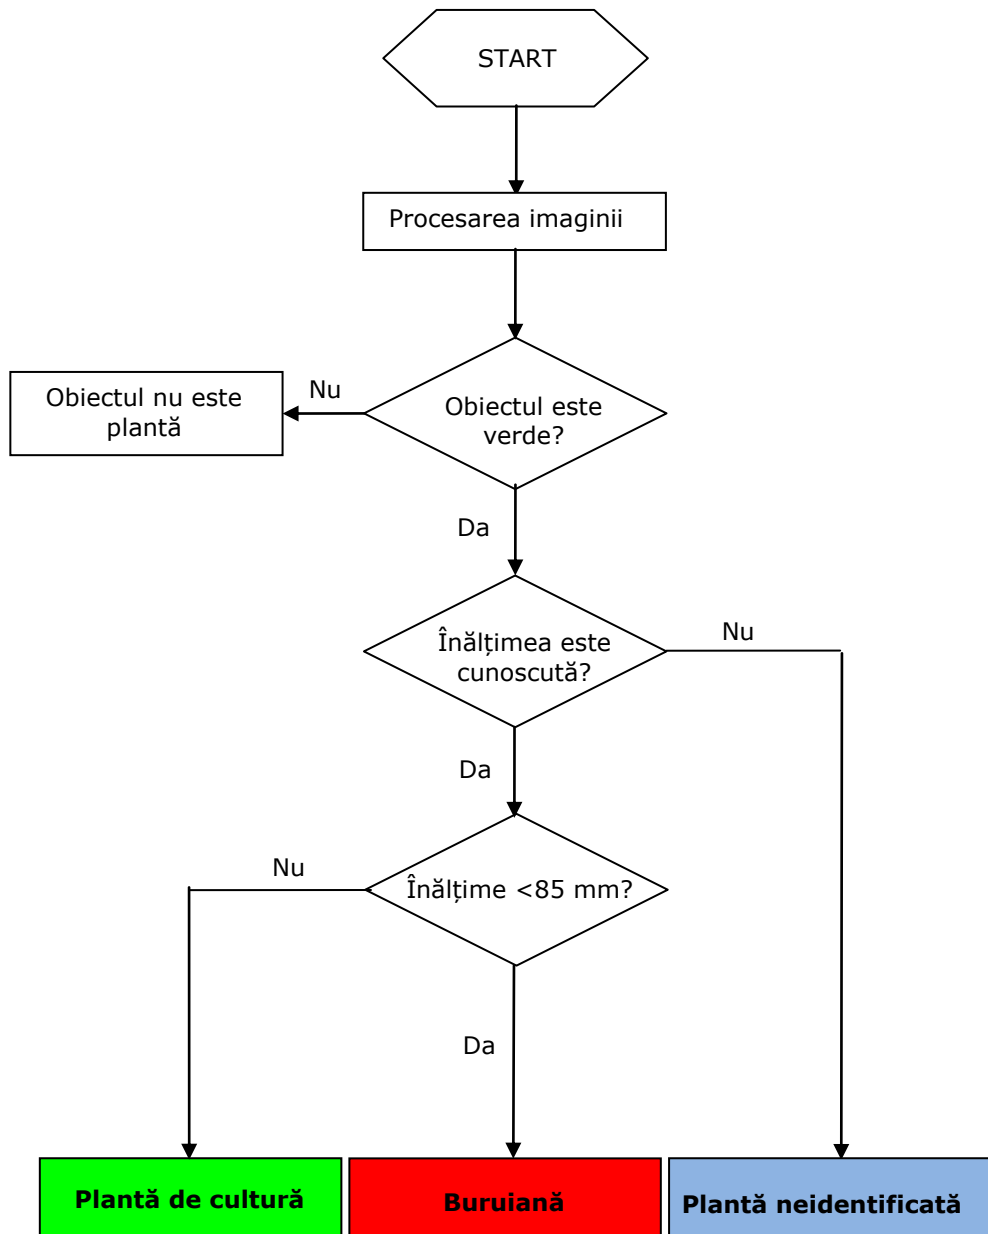 START
Procesarea imaginii
Nu
Obiectul nu este
plantă
Obiectul este
verde?
Da
Înălțimea este
cunoscută?
Nu
Da
Nu
Înălțime <85 mm?
Da
Plantă de cultură
Buruiană
Plantă neidentificată